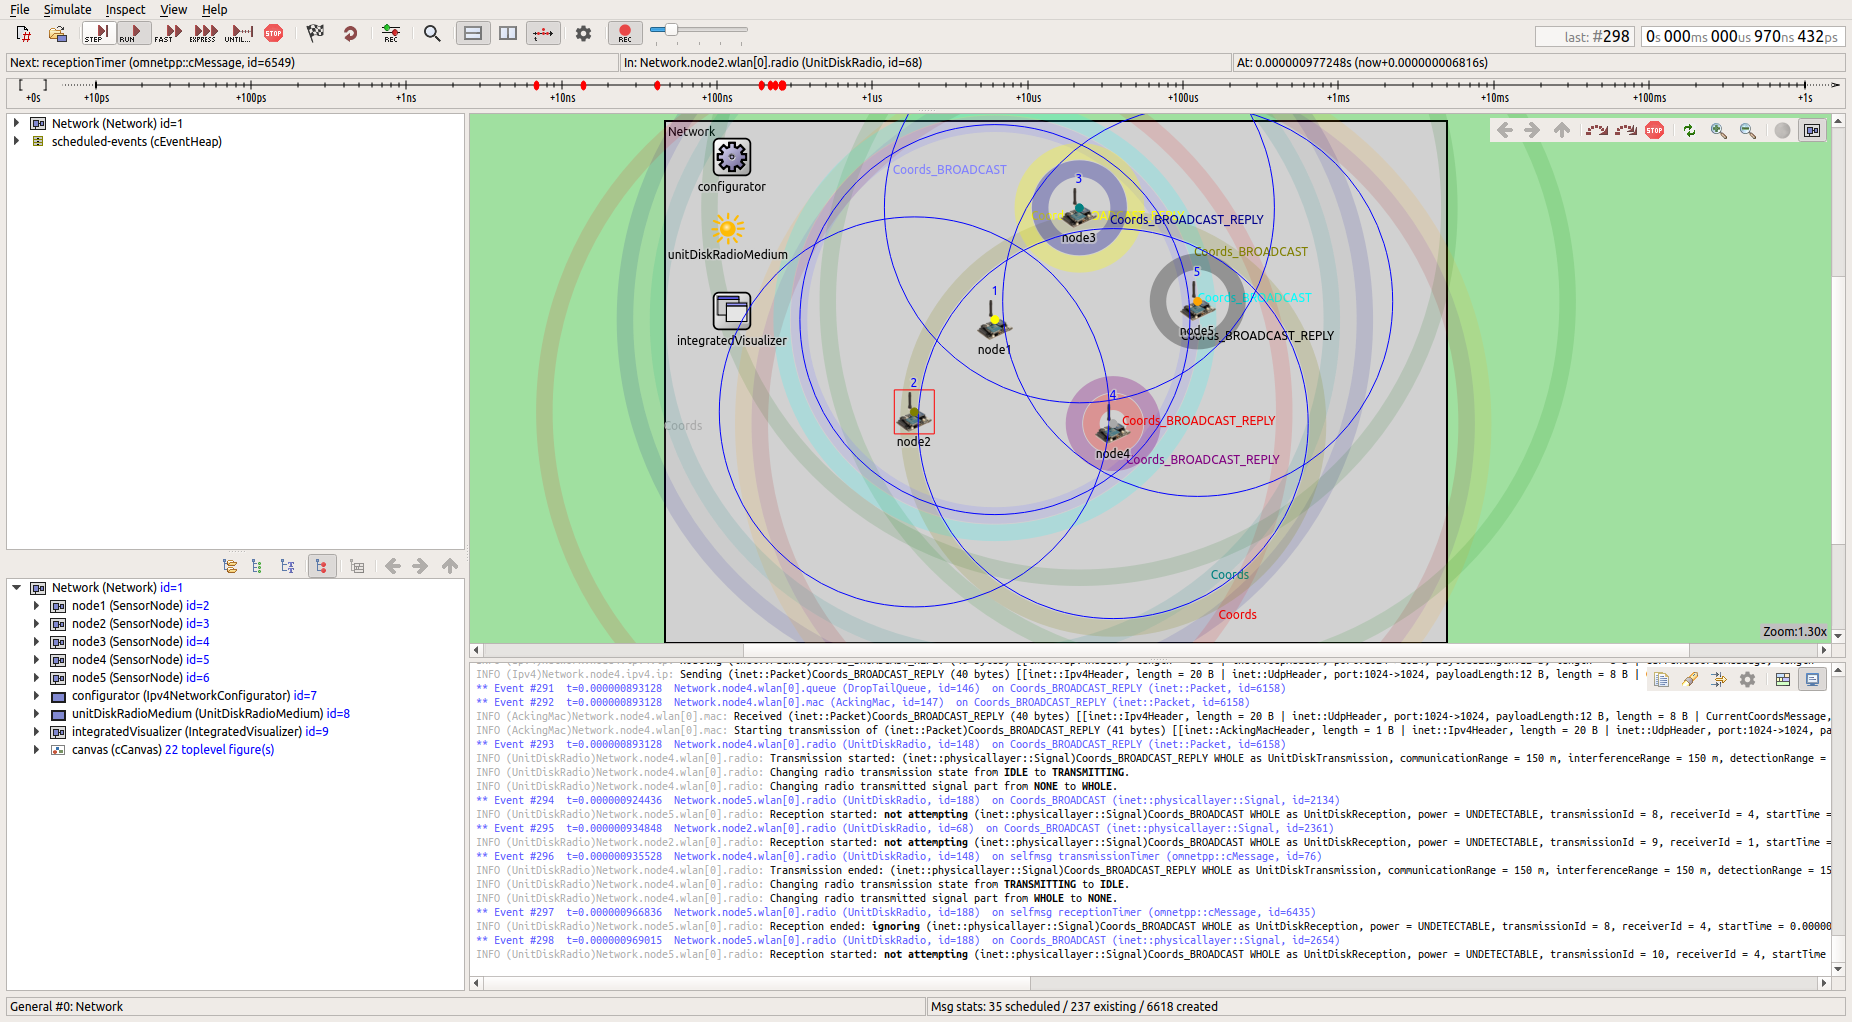 File Simulate Inspect View Help
STEP RUN FAST EXPRESS UNTIL... STOP REC REC
last: #298 0s 000ms 000us 970ns 432ps
Next: receptionTimer (omnetpp::cMessage, id=6549) In: Network.node2.wlan[0].radio (UnitDiskRadio, id=68) At: 0.000000977248s (now+0.000000006816s)
+0s +10ps +100ps +1ns +10ns +100ns +1us +10us +100us +1ms +10ms +100ms +1s
Network (Network) id=1
scheduled-events (cEventHeap)
Network (Network) id=1
node1 (SensorNode) id=2
node2 (SensorNode) id=3
node3 (SensorNode) id=4
node4 (SensorNode) id=5
node5 (SensorNode) id=6
configurator (Ipv4NetworkConfigurator) id=7
unitDiskRadioMedium (UnitDiskRadioMedium) id=8
integratedVisualizer (IntegratedVisualizer) id=9
canvas (cCanvas) 22 toplevel figure(s)
Network
STOP
configurator
Coords_BROADCAST
3
Coords_BROADCAST_REPLY
node3
unitDiskRadioMedium
Coords_BROADCAST
5
1
Coords_BROADCAST
node5
Coords_BROADCAST_REPLY
integratedVisualizer
node1
2
4
Coords_BROADCAST_REPLY
Coords
node2
node4
Coords_BROADCAST_REPLY
Coords
Coords
Zoom:1.30x
** Event #291 t=0.000000893128 Network.node4.wlan[0].queue (DropTailQueue, id=146) on Coords_BROADCAST_REPLY (inet::Packet, id=6158)
** Event #292 t=0.000000893128 Network.node4.wlan[0].mac (AckingMac, id=147) on Coords_BROADCAST_REPLY (inet::Packet, id=6158)
INFO (AckingMac)Network.node4.wlan[0].mac: Received (inet::Packet)Coords_BROADCAST_REPLY (40 bytes) [[inet::Ipv4Header, length = 20 B | inet::UdpHeader, port:1024->1024, payloadLength:12 B, length = 8 B | CurrentCoordsMessage,
INFO (AckingMac)Network.node4.wlan[0].mac: Starting transmission of (inet::Packet)Coords_BROADCAST_REPLY (41 bytes) [[inet::AckingMacHeader, length = 1 B | inet::Ipv4Header, length = 20 B | inet::UdpHeader, port:1024->1024, pa
** Event #293 t=0.000000893128 Network.node4.wlan[0].radio (UnitDiskRadio, id=148) on Coords_BROADCAST_REPLY (inet::Packet, id=6158)
INFO (UnitDiskRadio)Network.node4.wlan[0].radio: Transmission started: (inet::physicallayer::Signal)Coords_BROADCAST_REPLY WHOLE as UnitDiskTransmission, communicationRange = 150 m, interferenceRange = 150 m, detectionRange =
INFO (UnitDiskRadio)Network.node4.wlan[0].radio: Changing radio transmission state from IDLE to TRANSMITTING.
INFO (UnitDiskRadio)Network.node4.wlan[0].radio: Changing radio transmitted signal part from NONE to WHOLE.
** Event #294 t=0.000000924436 Network.node5.wlan[0].radio (UnitDiskRadio, id=188) on Coords_BROADCAST (inet::physicallayer::Signal, id=2134)
INFO (UnitDiskRadio)Network.node5.wlan[0].radio: Reception started: not attempting (inet::physicallayer::Signal)Coords_BROADCAST WHOLE as UnitDiskReception, power = UNDETECTABLE, transmissionId = 8, receiverId = 4, startTime =
** Event #295 t=0.000000934848 Network.node2.wlan[0].radio (UnitDiskRadio, id=68) on Coords_BROADCAST (inet::physicallayer::Signal, id=2361)
INFO (UnitDiskRadio)Network.node2.wlan[0].radio: Reception started: not attempting (inet::physicallayer::Signal)Coords_BROADCAST WHOLE as UnitDiskReception, power = UNDETECTABLE, transmissionId = 9, receiverId = 1, startTime =
** Event #296 t=0.000000935528 Network.node4.wlan[0].radio (UnitDiskRadio, id=148) on selfmsg transmissionTimer (omnetpp::cMessage, id=76)
INFO (UnitDiskRadio)Network.node4.wlan[0].radio: Transmission ended: (inet::physicallayer::Signal)Coords_BROADCAST_REPLY WHOLE as UnitDiskTransmission, communicationRange = 150 m, interferenceRange = 150 m, detectionRange = 15
INFO (UnitDiskRadio)Network.node4.wlan[0].radio: Changing radio transmission state from TRANSMITTING to IDLE.
INFO (UnitDiskRadio)Network.node4.wlan[0].radio: Changing radio transmitted signal part from WHOLE to NONE.
** Event #297 t=0.000000966836 Network.node5.wlan[0].radio (UnitDiskRadio, id=188) on selfmsg receptionTimer (omnetpp::cMessage, id=6435)
INFO (UnitDiskRadio)Network.node5.wlan[0].radio: Reception ended: ignoring (inet::physicallayer::Signal)Coords_BROADCAST WHOLE as UnitDiskReception, power = UNDETECTABLE, transmissionId = 8, receiverId = 4, startTime = 0.00000
** Event #298 t=0.000000969015 Network.node5.wlan[0].radio (UnitDiskRadio, id=188) on Coords_BROADCAST (inet::physicallayer::Signal, id=2654)
INFO (UnitDiskRadio)Network.node5.wlan[0].radio: Reception started: not attempting (inet::physicallayer::Signal)Coords_BROADCAST WHOLE as UnitDiskReception, power = UNDETECTABLE, transmissionId = 10, receiverId = 4, startTime
General #0: Network Msg stats: 35 scheduled / 237 existing / 6618 created